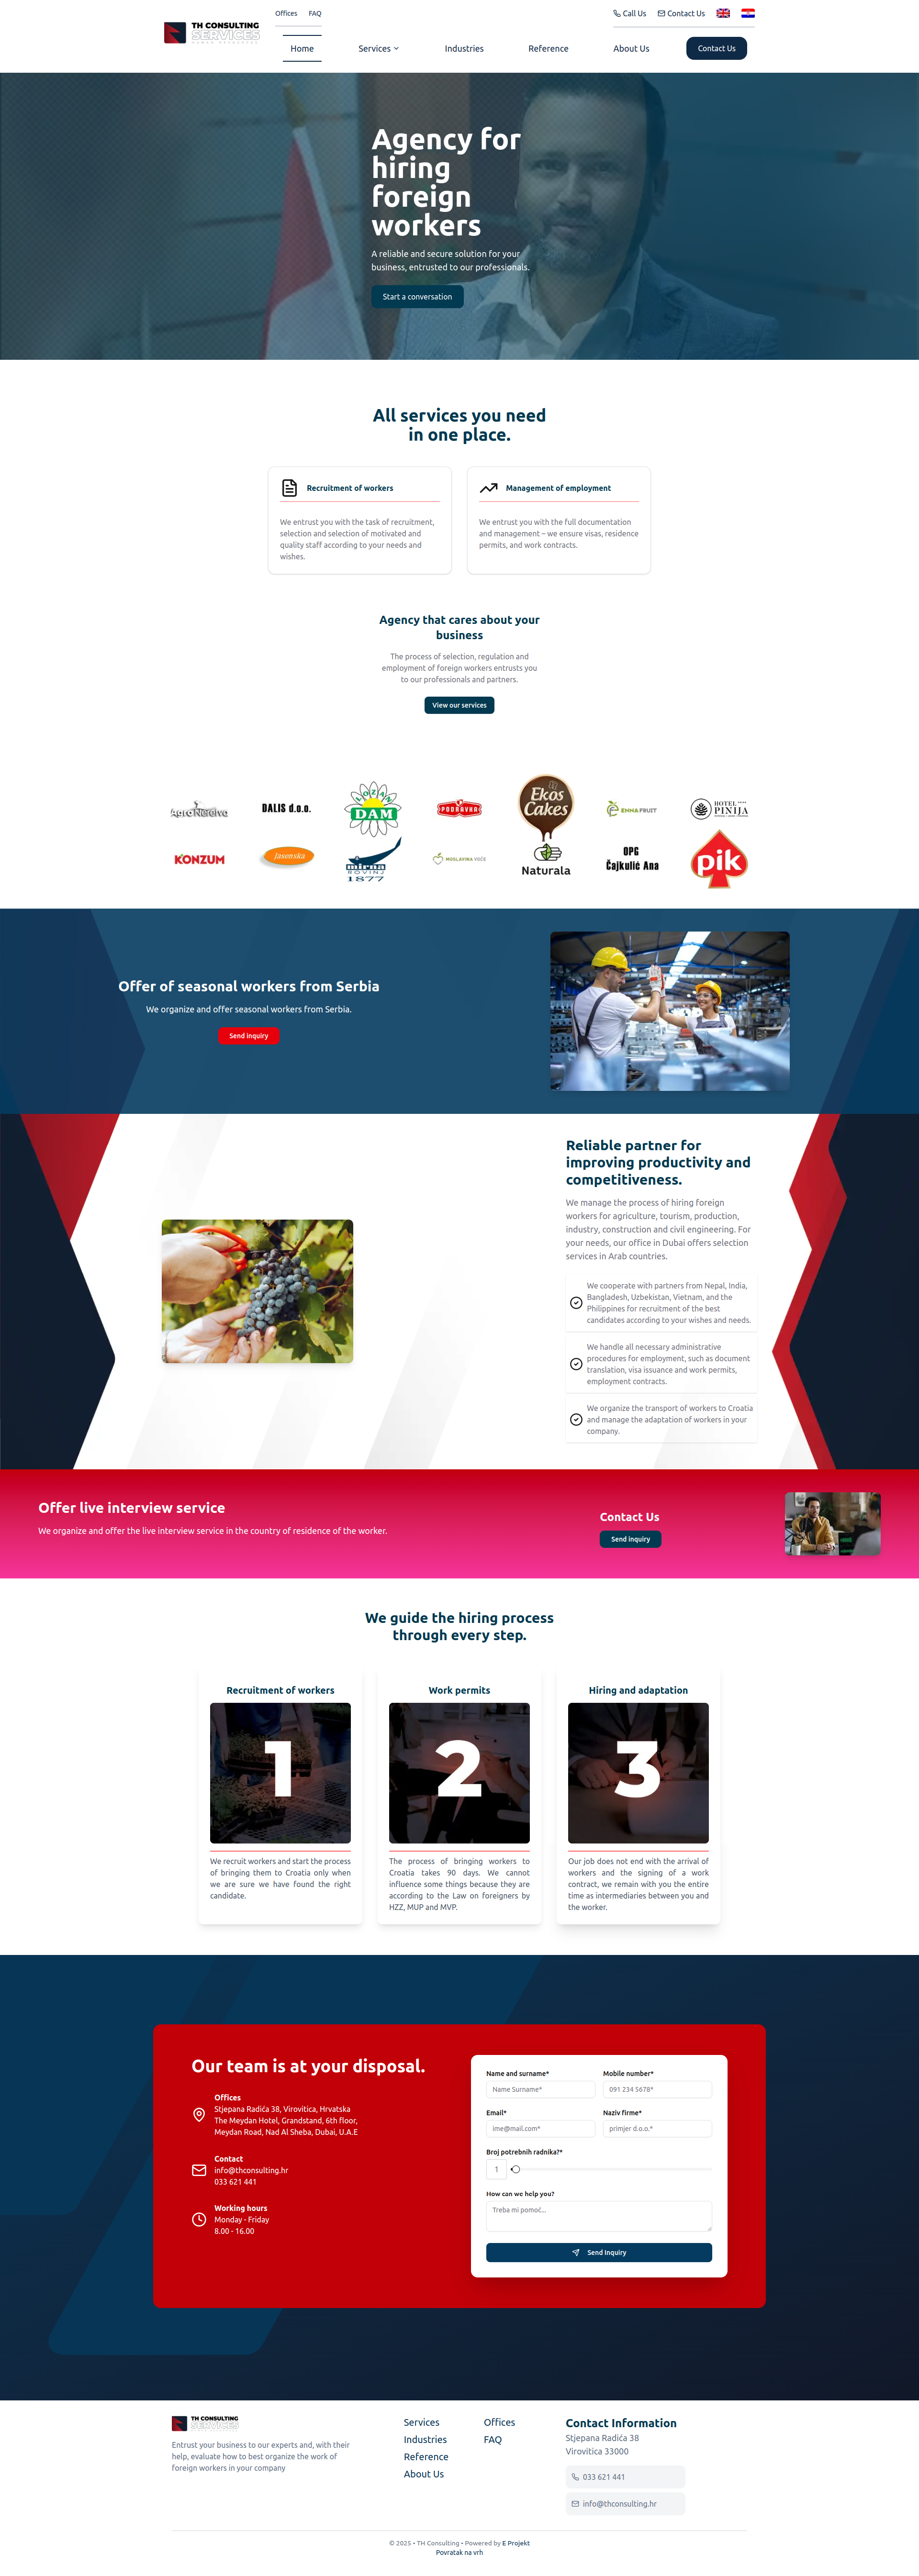 Offices FAQ
Call Us Contact Us
TH CONSULTING
SERVICES
HUMAN RESOURCES
Home Services Industries Reference About Us Contact Us
Agency for
hiring
foreign
workers
A reliable and secure solution for your
business, entrusted to our professionals.
Start a conversation
All services you need
in one place.
Recruitment of workers
We entrust you with the task of recruitment,
selection and selection of motivated and
quality staff according to your needs and
wishes.
Management of employment
We entrust you with the full documentation
and management – we ensure visas, residence
permits, and work contracts.
Agency that cares about your
business
The process of selection, regulation and
employment of foreign workers entrusts you
to our professionals and partners.
View our services
Agro Neretva
DALIS d.o.o.
LOZAN
DAM
PODRAVKA
Ekos
Cakes
ENNA FRUIT
HOTEL ****
PINIJA
KONZUM
Jasenska
mirna
ROVINJ
1877
MOSLAVINA VOĆE
Naturala
OPG
Čajkulić Ana
pik
Offer of seasonal workers from Serbia
We organize and offer seasonal workers from Serbia.
Send inquiry
Reliable partner for
improving productivity and
competitiveness.
We manage the process of hiring foreign
workers for agriculture, tourism, production,
industry, construction and civil engineering. For
your needs, our office in Dubai offers selection
services in Arab countries.
We cooperate with partners from Nepal, India,
Bangladesh, Uzbekistan, Vietnam, and the
Philippines for recruitment of the best
candidates according to your wishes and needs.
We handle all necessary administrative
procedures for employment, such as document
translation, visa issuance and work permits,
employment contracts.
We organize the transport of workers to Croatia
and manage the adaptation of workers in your
company.
Offer live interview service
We organize and offer the live interview service in the country of residence of the worker.
Contact Us
Send inquiry
We guide the hiring process
through every step.
Recruitment of workers
1
We recruit workers and start the process
of bringing them to Croatia only when
we are sure we have found the right
candidate.
Work permits
2
The process of bringing workers to
Croatia takes 90 days. We cannot
influence some things because they are
according to the Law on foreigners by
HZZ, MUP and MVP.
Hiring and adaptation
3
Our job does not end with the arrival of
workers and the signing of a work
contract, we remain with you the entire
time as intermediaries between you and
the worker.
Our team is at your disposal.
Offices
Stjepana Radića 38, Virovitica, Hrvatska
The Meydan Hotel, Grandstand, 6th floor,
Meydan Road, Nad Al Sheba, Dubai, U.A.E
Contact
info@thconsulting.hr
033 621 441
Working hours
Monday - Friday
8.00 - 16.00
Name and surname* Mobile number*
Name Surname* 091 234 5678*
Email* Naziv firme*
ime@mail.com* primjer d.o.o.*
Broj potrebnih radnika?*
1
How can we help you?
Treba mi pomoć...
Send Inquiry
TH CONSULTING
SERVICES
Entrust your business to our experts and, with their
help, evaluate how to best organize the work of
foreign workers in your company
Services
Industries
Reference
About Us
Offices
FAQ
Contact Information
Stjepana Radića 38
Virovitica 33000
033 621 441
info@thconsulting.hr
© 2025 • TH Consulting • Powered by E Projekt
Povratak na vrh